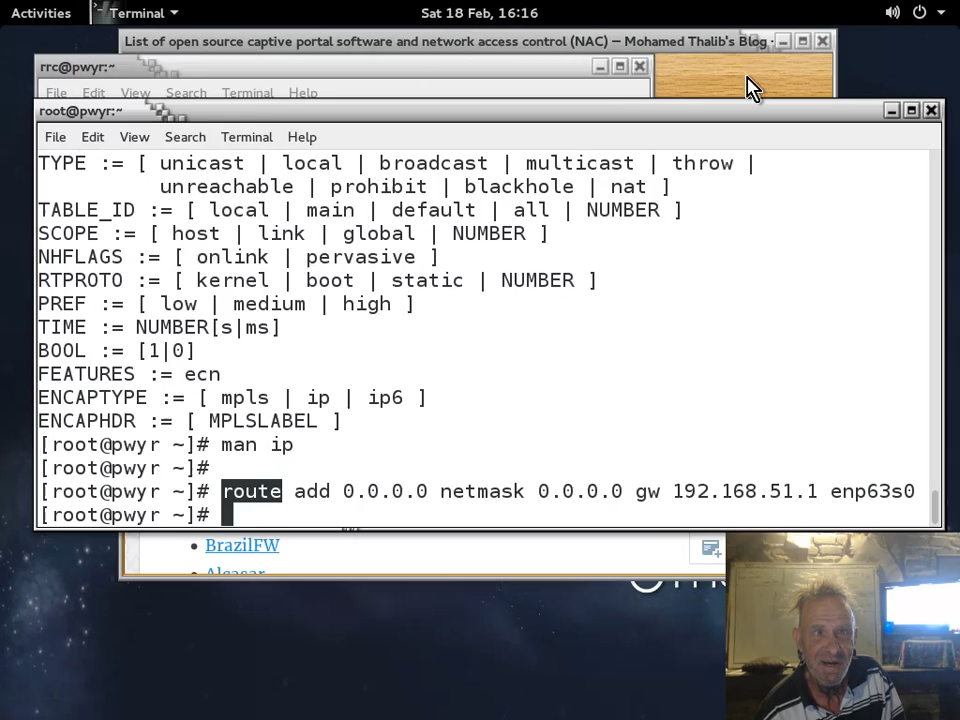 Activities Terminal Sat 18 Feb, 16:16
List of open source captive portal software and network access control (NAC) — Mohamed Thalib's Blog -
rrc@pwyr:~
File Edit View Search Terminal Help
root@pwyr:~
File Edit View Search Terminal Help
TYPE := [ unicast | local | broadcast | multicast | throw |
unreachable | prohibit | blackhole | nat ]
TABLE_ID := [ local | main | default | all | NUMBER ]
SCOPE := [ host | link | global | NUMBER ]
NHFLAGS := [ onlink | pervasive ]
RTPROTO := [ kernel | boot | static | NUMBER ]
PREF := [ low | medium | high ]
TIME := NUMBER[s|ms]
BOOL := [1|0]
FEATURES := ecn
ENCAPTYPE := [ mpls | ip | ip6 ]
ENCAPHDR := [ MPLSLABEL ]
[root@pwyr ~]# man ip
[root@pwyr ~]#
[root@pwyr ~]# route add 0.0.0.0 netmask 0.0.0.0 gw 192.168.51.1 enp63s0
[root@pwyr ~]#
BrazilFW
Alcasar